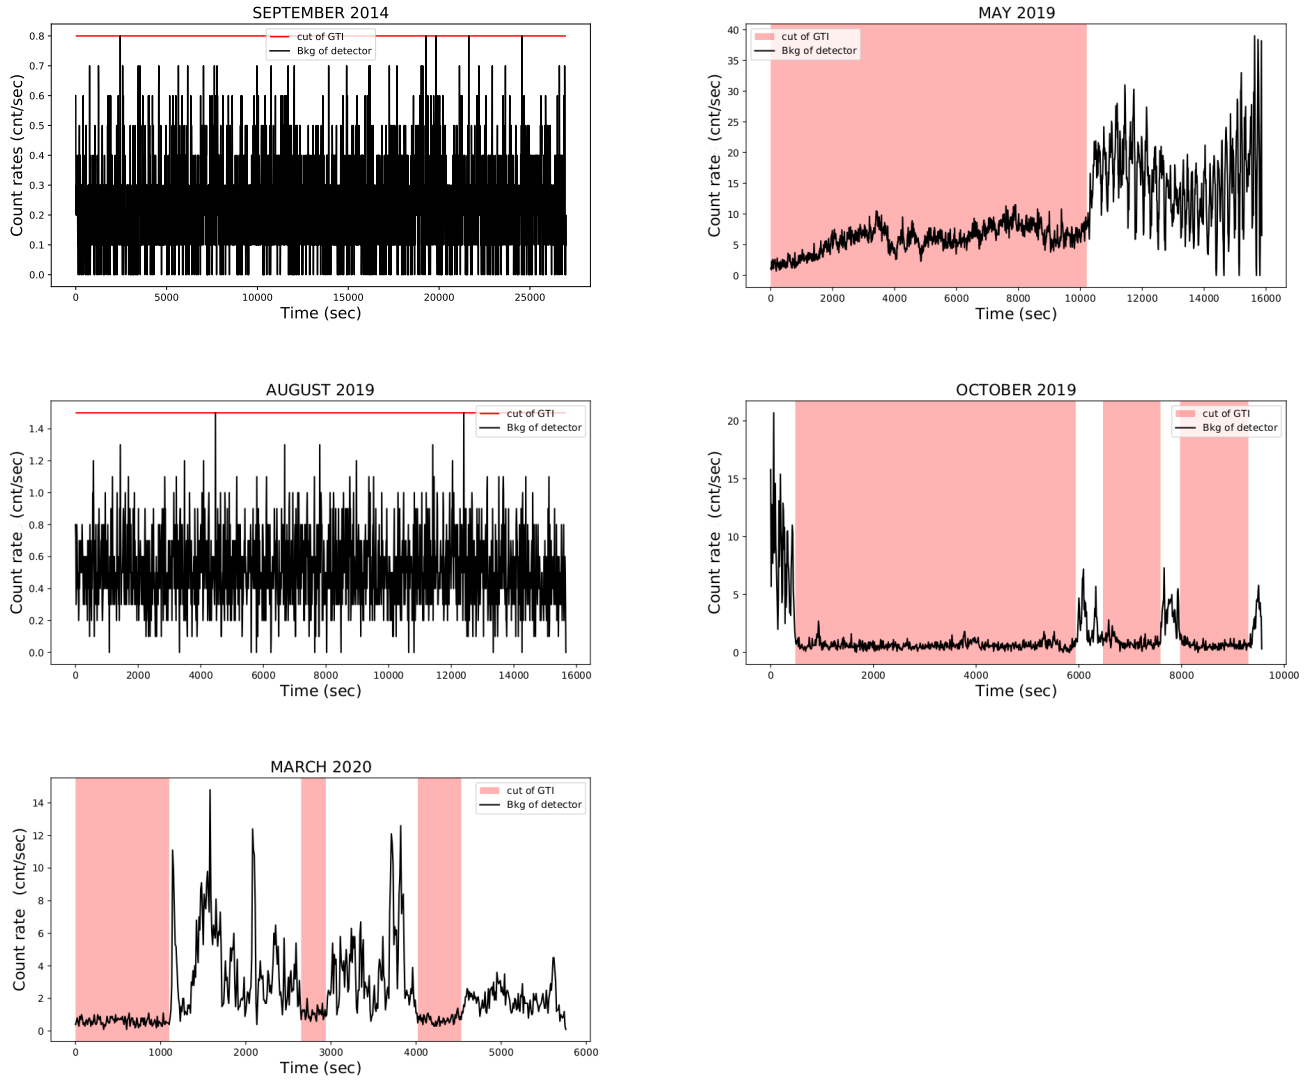 SEPTEMBER 2014
cut of GTI
Bkg of detector
Count rates (cnt/sec)
0.8
0.7
0.6
0.5
0.4
0.3
0.2
0.1
0.0
0 5000 10000 15000 20000 25000
Time (sec)
MAY 2019
cut of GTI
Bkg of detector
Count rate (cnt/sec)
40
35
30
25
20
15
10
5
0
0 2000 4000 6000 8000 10000 12000 14000 16000
Time (sec)
AUGUST 2019
cut of GTI
Bkg of detector
Count rate (cnt/sec)
1.4
1.2
1.0
0.8
0.6
0.4
0.2
0.0
0 2000 4000 6000 8000 10000 12000 14000 16000
Time (sec)
OCTOBER 2019
cut of GTI
Bkg of detector
Count rate (cnt/sec)
20
15
10
5
0
0 2000 4000 6000 8000 10000
Time (sec)
MARCH 2020
cut of GTI
Bkg of detector
Count rate (cnt/sec)
14
12
10
8
6
4
2
0
0 1000 2000 3000 4000 5000 6000
Time (sec)